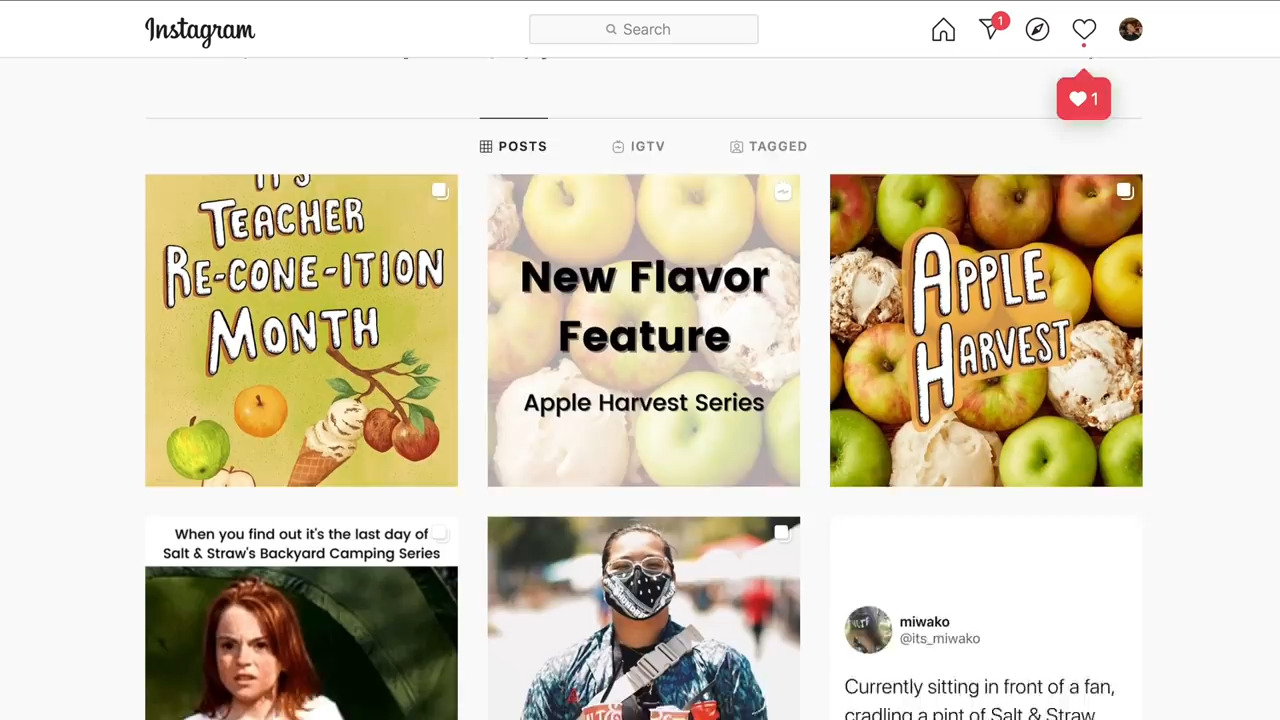 Instagram
Search
1
1
POSTS
IGTV
TAGGED
IT'S
TEACHER
RE-CONE-ITION
MONTH
New Flavor
Feature
Apple Harvest Series
APPLE
HARVEST
When you find out it's the last day of
Salt & Straw's Backyard Camping Series
miwako
@its_miwako
Currently sitting in front of a fan,
cradling a pint of Salt & Straw